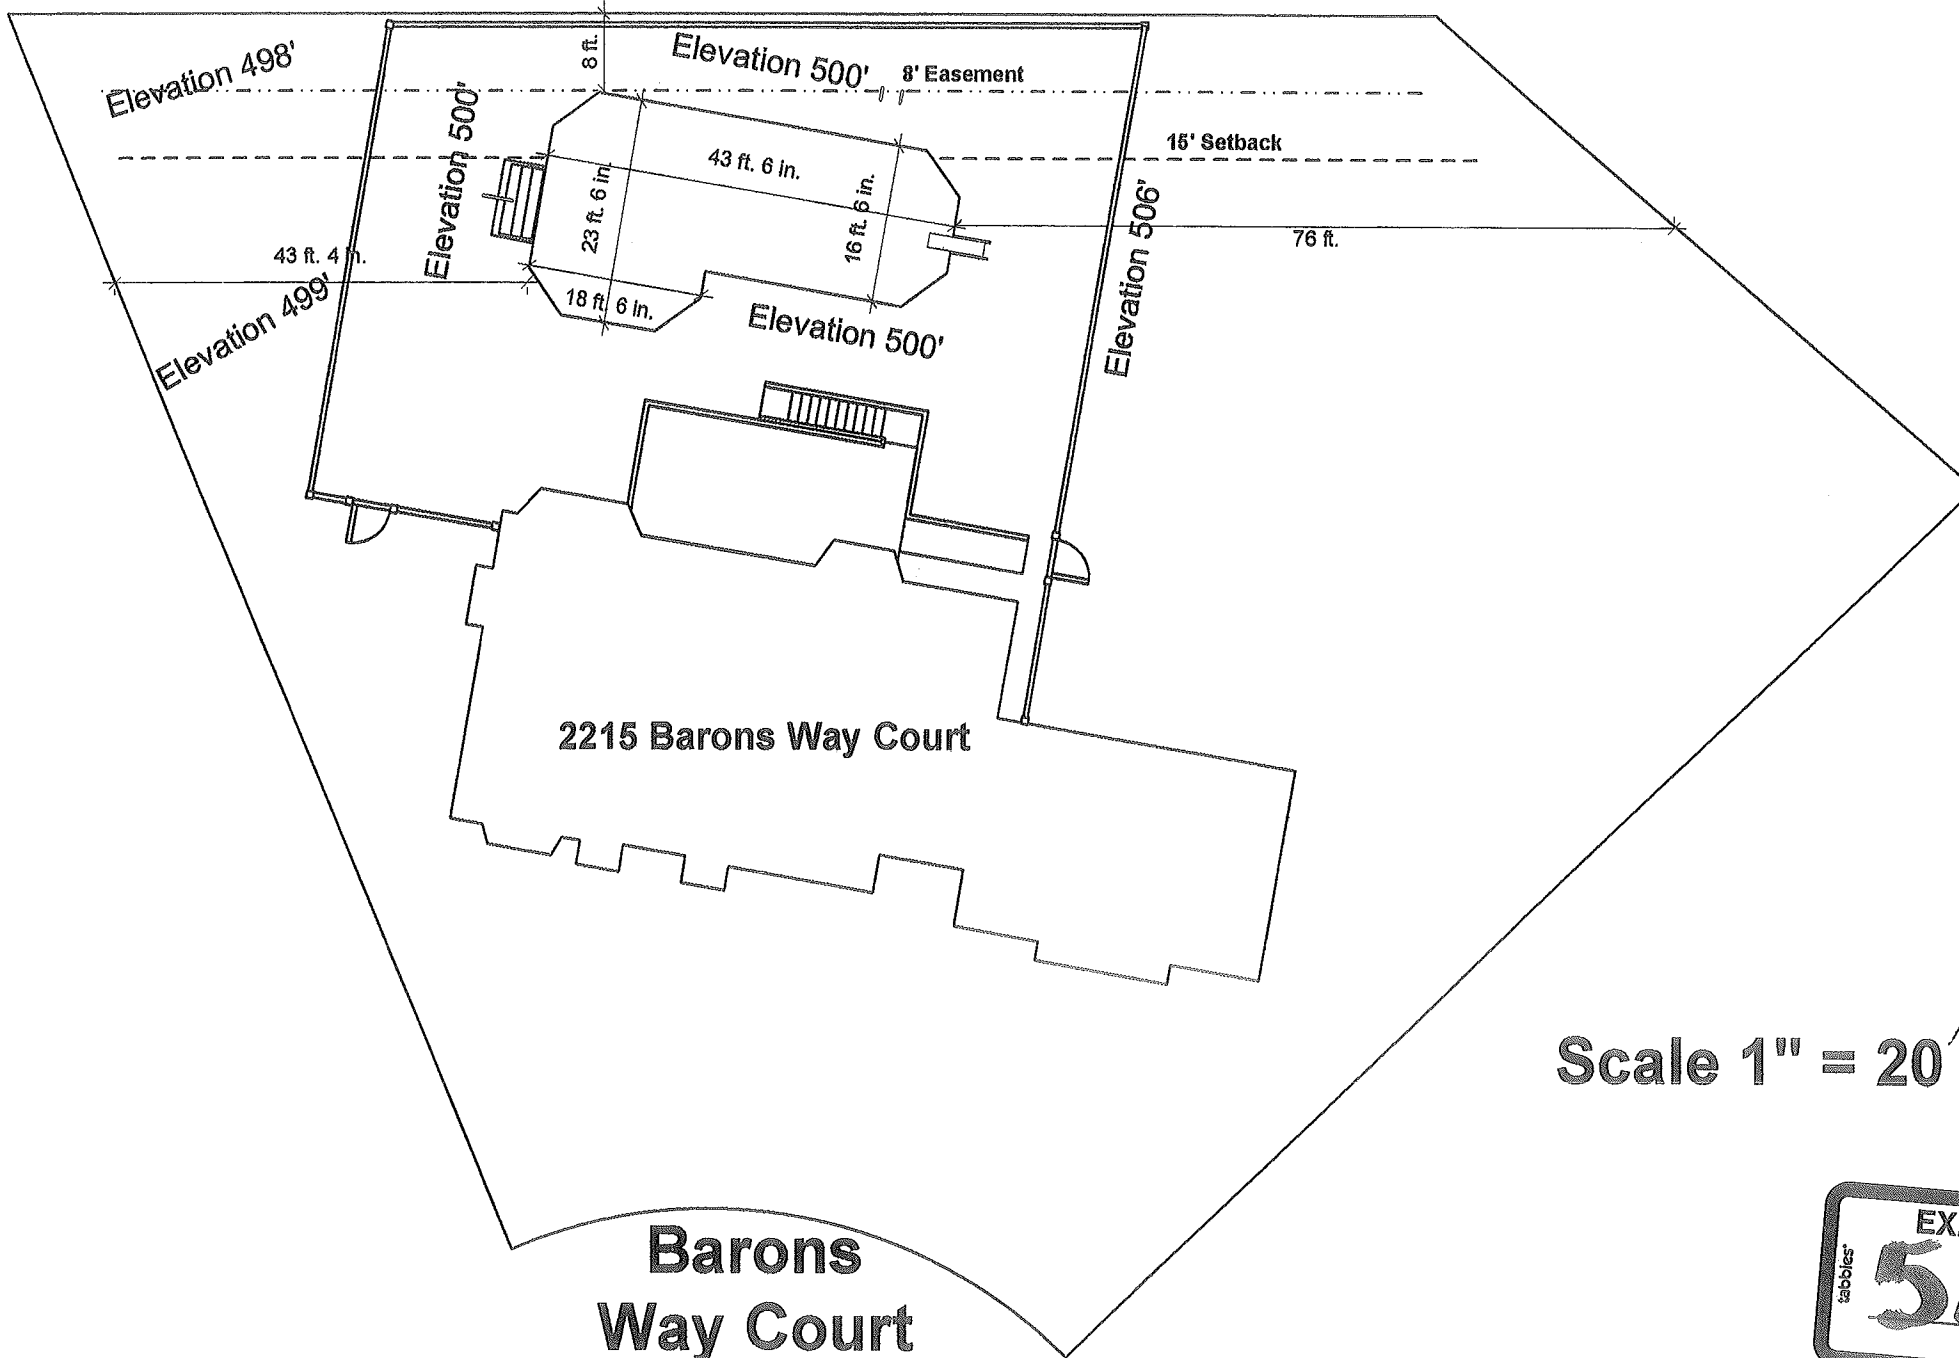 Elevation 498'
8 ft.
Elevation 500'
8' Easement
Elevation 500'
15' Setback
43 ft. 6 in.
23 ft. 6 in.
16 ft. 6 in.
Elevation 506'
76 ft.
43 ft. 4 in.
Elevation 499'
18 ft. 6 in.
Elevation 500'
2215 Barons Way Court
Scale 1" = 20'
Barons
Way Court
tabbies
EX
5